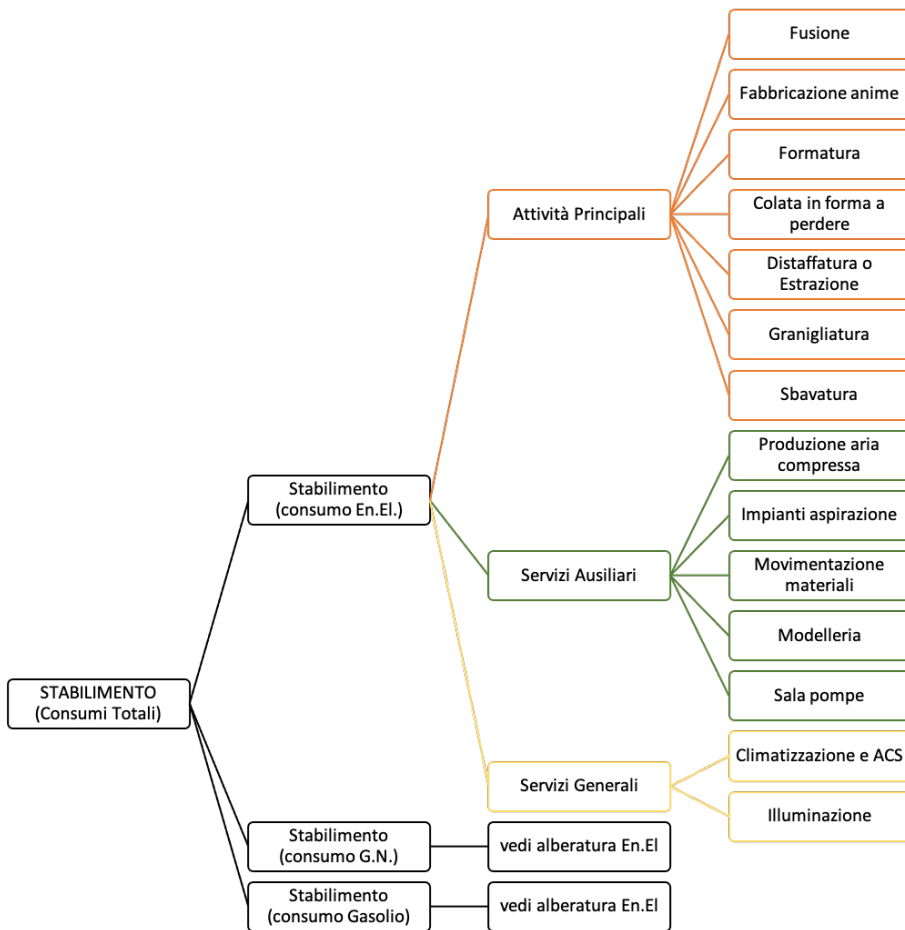 Fusione
Fabbricazione anime
Formatura
Attività Principali
Colata in forma a
perdere
Distaffatura o
Estrazione
Granigliatura
Sbavatura
Produzione aria
compressa
Stabilimento
(consumo En.El.)
Impianti aspirazione
Servizi Ausiliari
Movimentazione
materiali
Modelleria
Sala pompe
STABILIMENTO
(Consumi Totali)
Climatizzazione e ACS
Servizi Generali
Illuminazione
Stabilimento
(consumo G.N.)
vedi alberatura En.El
Stabilimento
(consumo Gasolio)
vedi alberatura En.El